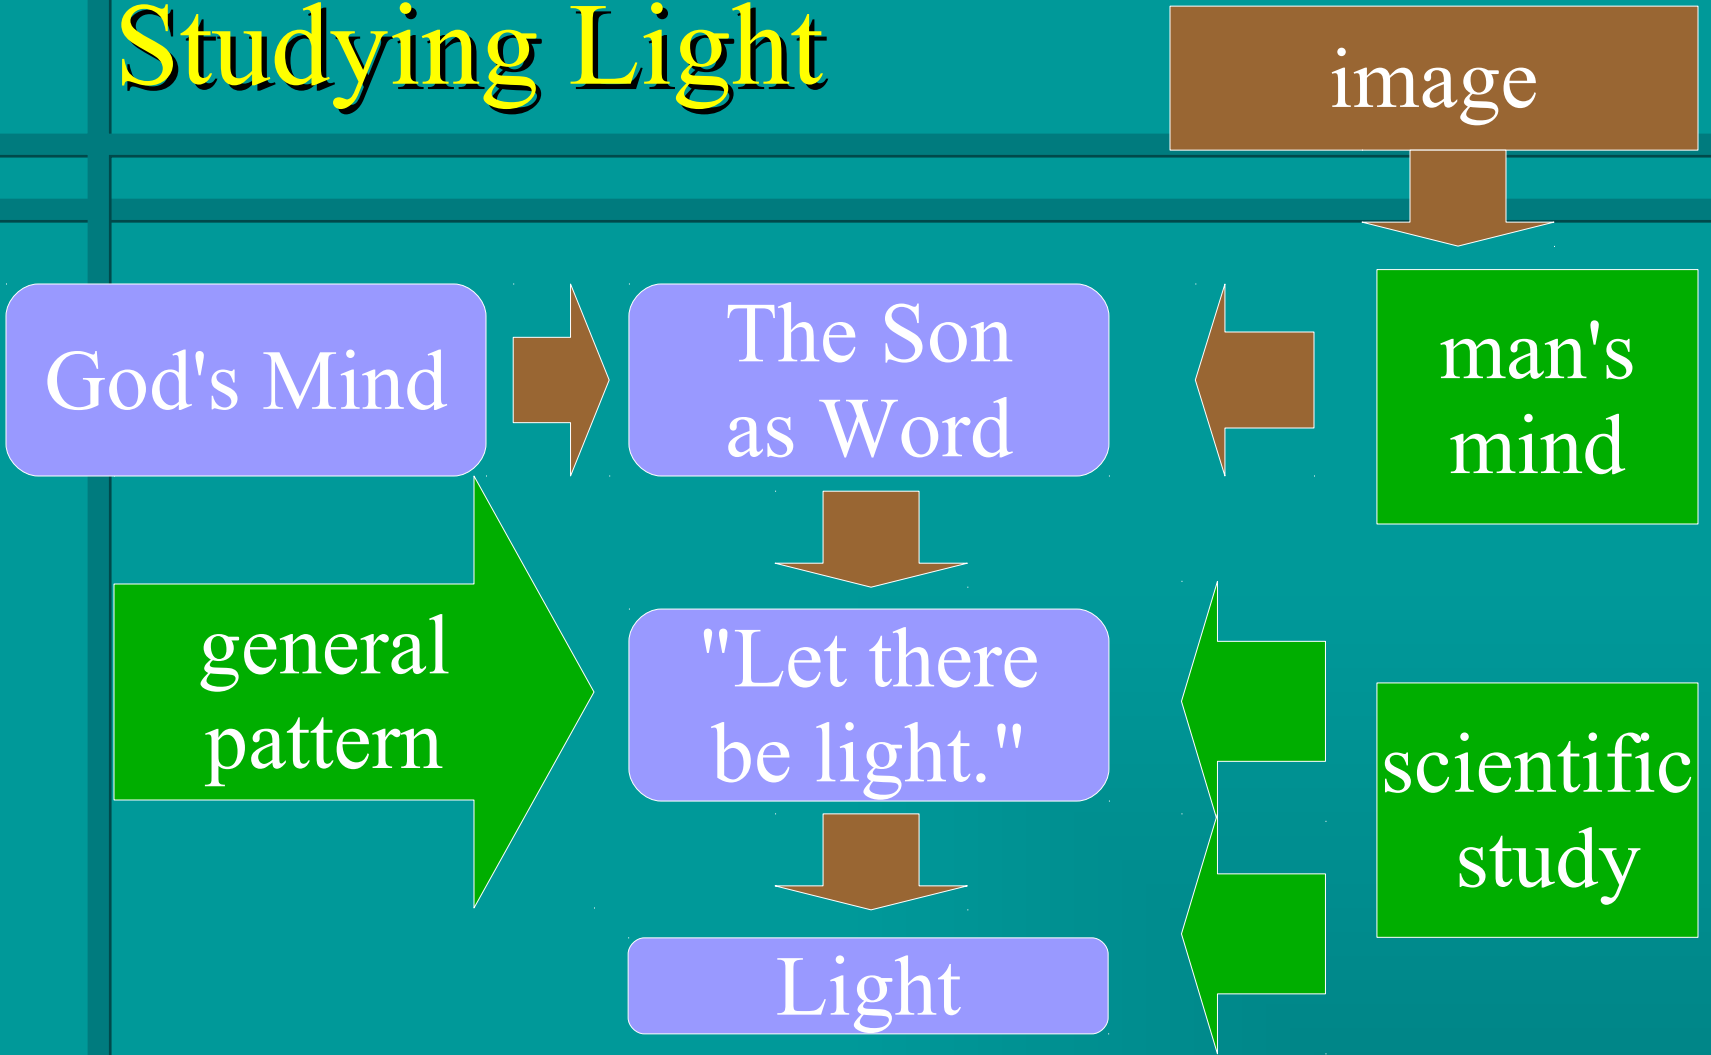 Studying Light
image
God's Mind
The Son
as Word
man's
mind
general
pattern
"Let there
be light."
scientific
study
Light